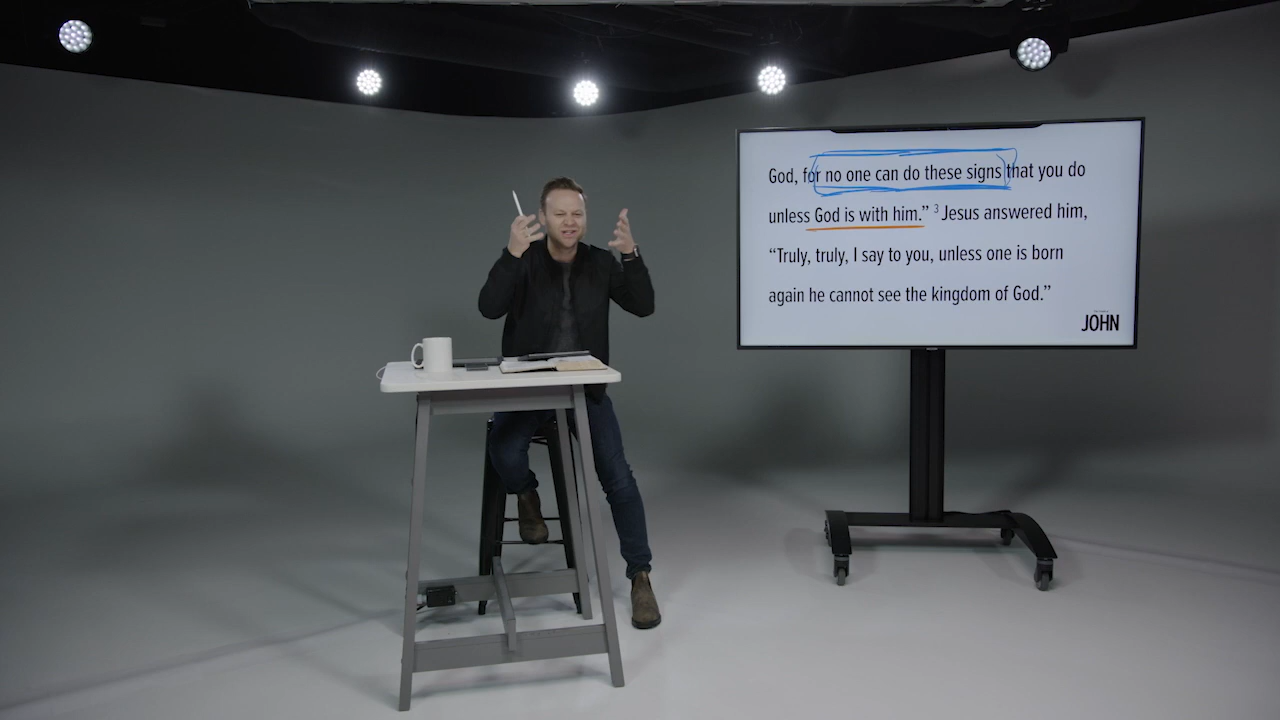 God, for no one can do these signs that you do
unless God is with him.” ³ Jesus answered him,
“Truly, truly, I say to you, unless one is born
again he cannot see the kingdom of God.”
JOHN